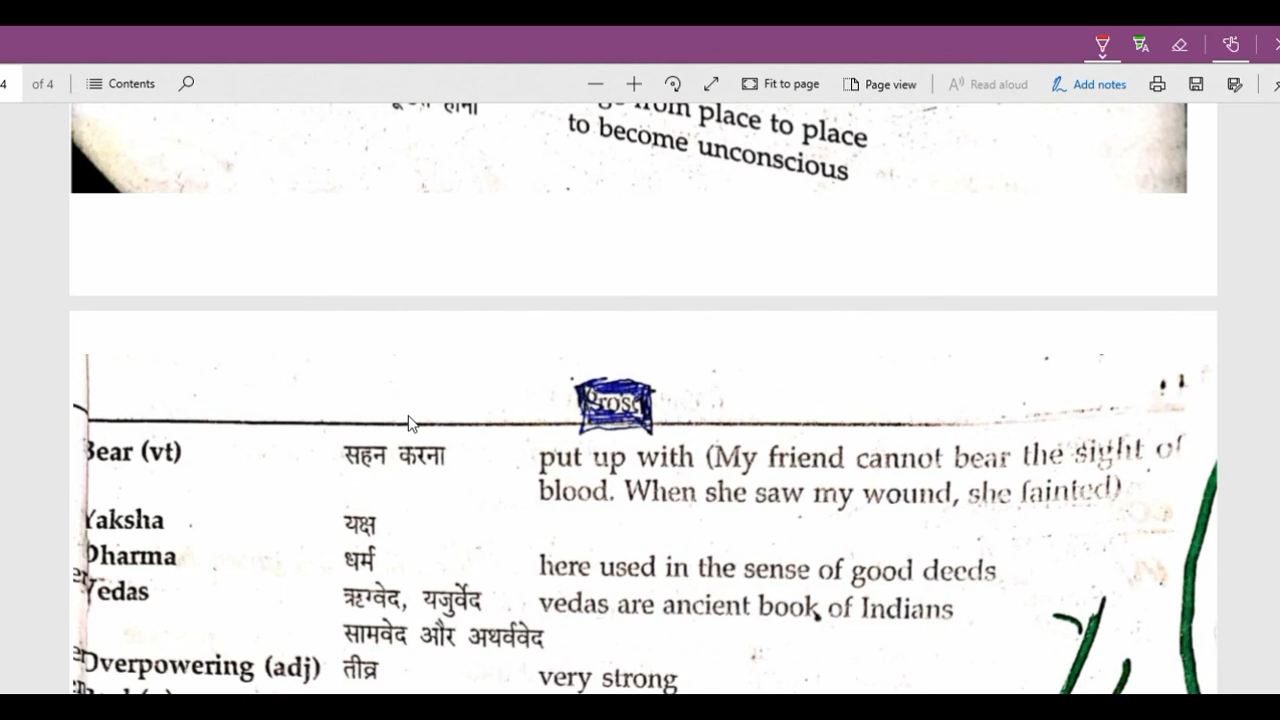 4 of 4 Contents Fit to page Page view Read aloud Add notes
from place to place
to become unconscious
Prose
Bear (vt) सहन करना put up with (My friend cannot bear the sight of
blood. When she saw my wound, she fainted)
Yaksha यक्ष
Dharma धर्म here used in the sense of good deeds
Vedas ऋग्वेद, यजुर्वेद vedas are ancient book of Indians
सामवेद और अथर्ववेद
Overpowering (adj) तीव्र very strong